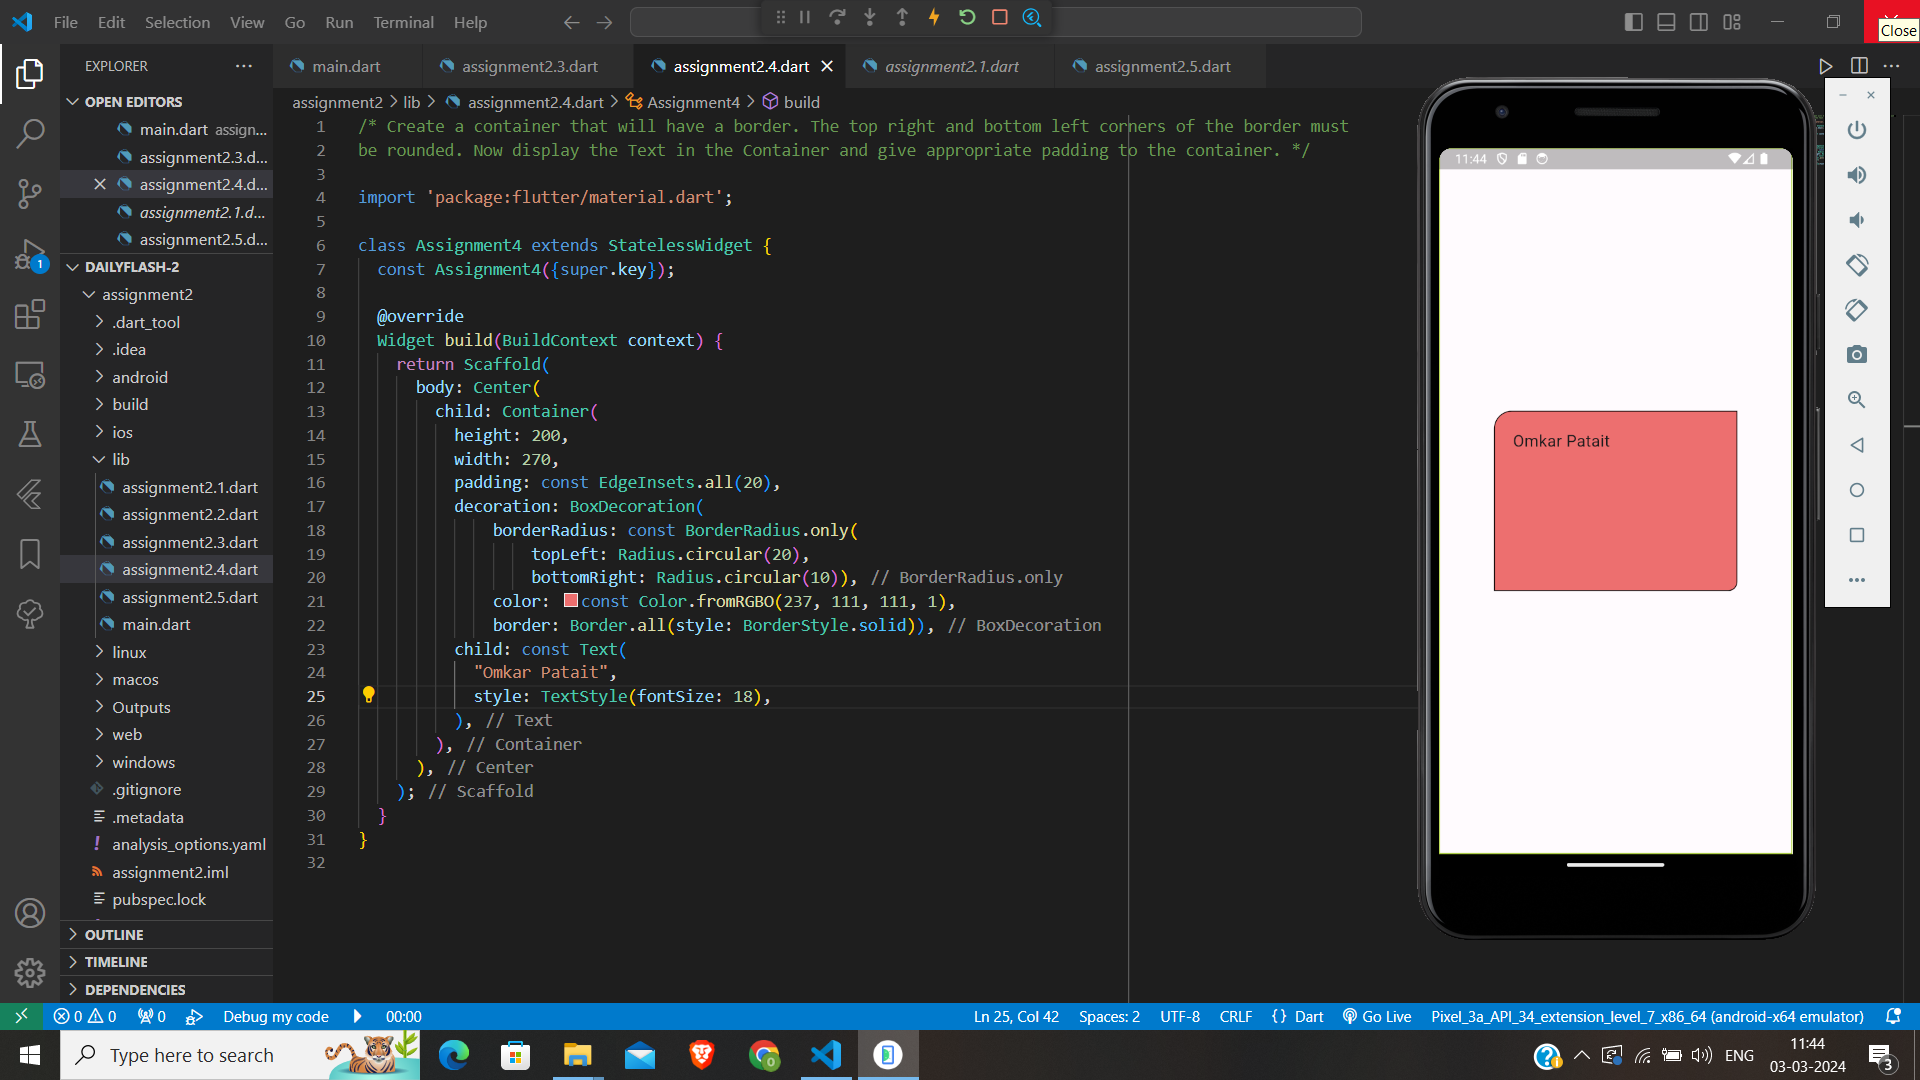 File Edit Selection View Go Run Terminal Help
Close
EXPLORER
main.dart
assignment2.3.dart
assignment2.4.dart
assignment2.1.dart
assignment2.5.dart
OPEN EDITORS
main.dart assign...
assignment2.3.d...
assignment2.4.d...
assignment2.1.d...
assignment2.5.d...
DAILYFLASH-2
assignment2
.dart_tool
.idea
android
build
ios
lib
assignment2.1.dart
assignment2.2.dart
assignment2.3.dart
assignment2.4.dart
assignment2.5.dart
main.dart
linux
macos
Outputs
web
windows
.gitignore
.metadata
analysis_options.yaml
assignment2.iml
pubspec.lock
OUTLINE
TIMELINE
DEPENDENCIES
1
assignment2 > lib > assignment2.4.dart > Assignment4 > build
1 /* Create a container that will have a border. The top right and bottom left corners of the border must
2 be rounded. Now display the Text in the Container and give appropriate padding to the container. */
3
4 import 'package:flutter/material.dart';
5
6 class Assignment4 extends StatelessWidget {
7 const Assignment4({super.key});
8
9 @override
10 Widget build(BuildContext context) {
11 return Scaffold(
12 body: Center(
13 child: Container(
14 height: 200,
15 width: 270,
16 padding: const EdgeInsets.all(20),
17 decoration: BoxDecoration(
18 borderRadius: const BorderRadius.only(
19 topLeft: Radius.circular(20),
20 bottomRight: Radius.circular(10)), // BorderRadius.only
21 color: const Color.fromRGBO(237, 111, 111, 1),
22 border: Border.all(style: BorderStyle.solid)), // BoxDecoration
23 child: const Text(
24 "Omkar Patait",
25 style: TextStyle(fontSize: 18),
26 ), // Text
27 ), // Container
28 ), // Center
29 ); // Scaffold
30 }
31 }
32
11:44
Omkar Patait
0 0 0 Debug my code 00:00
Ln 25, Col 42 Spaces: 2 UTF-8 CRLF {} Dart Go Live Pixel_3a_API_34_extension_level_7_x86_64 (android-x64 emulator)
Type here to search
ENG
11:44
03-03-2024
3